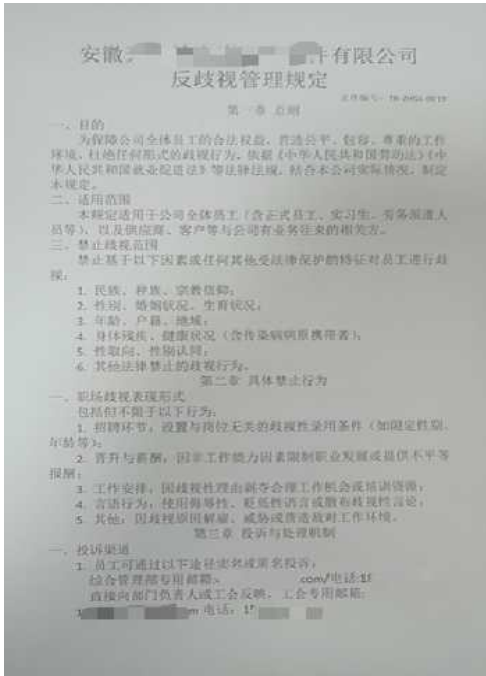 安徽
件有限公司
反歧视管理规定
文件编号：
第一章 总则
一、目的
为保障公司全体员工的合法权益，营造公平、包容、尊重的工作
环境，杜绝任何形式的歧视行为，依据《中华人民共和国劳动法》《中
华人民共和国就业促进法》等法律法规，结合本公司实际情况，制定
本规定。
二、适用范围
本规定适用于公司全体员工（含正式员工、实习生、劳务派遣人
员等），以及供应商、客户等与公司有业务往来的相关方。
三、禁止歧视范围
禁止基于以下因素或任何其他受法律保护的特征对员工进行歧
视：
1. 民族、种族、宗教信仰；
2. 性别、婚姻状况、生育状况；
3. 年龄、户籍、地域；
4. 身体残疾、健康状况（含传染病病原携带者）；
5. 性取向、性别认同；
6. 其他法律禁止的歧视行为。
第二章 具体禁止行为
一、职场歧视表现形式
包括但不限于以下行为：
1. 招聘环节：设置与岗位无关的歧视性录用条件（如限定性别、
年龄等）；
2. 晋升与薪酬：因非工作能力因素限制职业发展或提供不平等
报酬；
3. 工作安排：因歧视性理由剥夺合理工作机会或培训资源；
4. 言语行为：使用侮辱性、贬低性语言或散布歧视性言论；
5. 其他：因歧视原因解雇、威胁或营造敌对工作环境。
第三章 投诉与处理机制
一、投诉渠道
1. 员工可通过以下途径实名或匿名投诉：
综合管理部专用邮箱： com/电话:1
直接向部门负责人或工会反映，工会专用邮箱：
m 电话：1